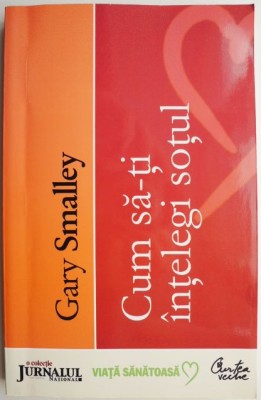 Gary Smalley
Cum să-ți
înțelegi soțul
o colecție
JURNALUL
NAȚIONAL
VIAȚĂ SĂNĂTOASĂ
Curtea
veche